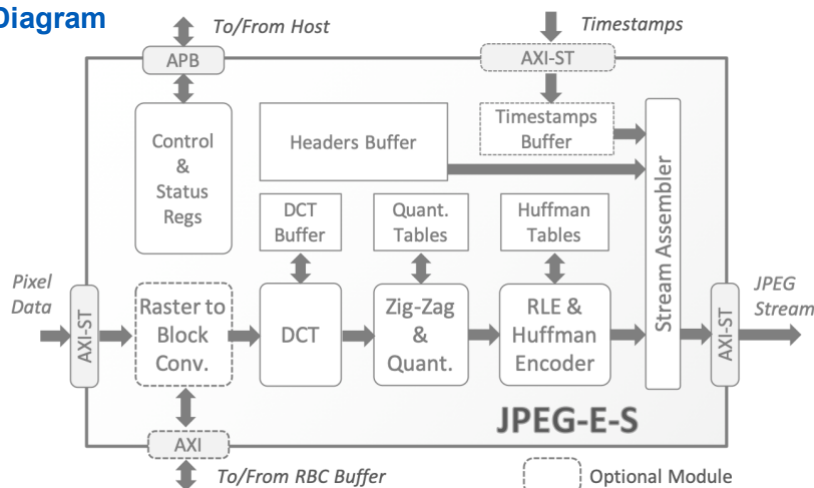 Diagram
To/From Host
Timestamps
APB
AXI-ST
Control
&
Status
Regs
Headers Buffer
Timestamps
Buffer
Stream Assembler
DCT
Buffer
Quant.
Tables
Huffman
Tables
Pixel
Data
AXI-ST
Raster to
Block
Conv.
DCT
Zig-Zag
&
Quant.
RLE &
Huffman
Encoder
AXI-ST
JPEG
Stream
JPEG-E-S
AXI
To/From RBC Buffer
Optional Module